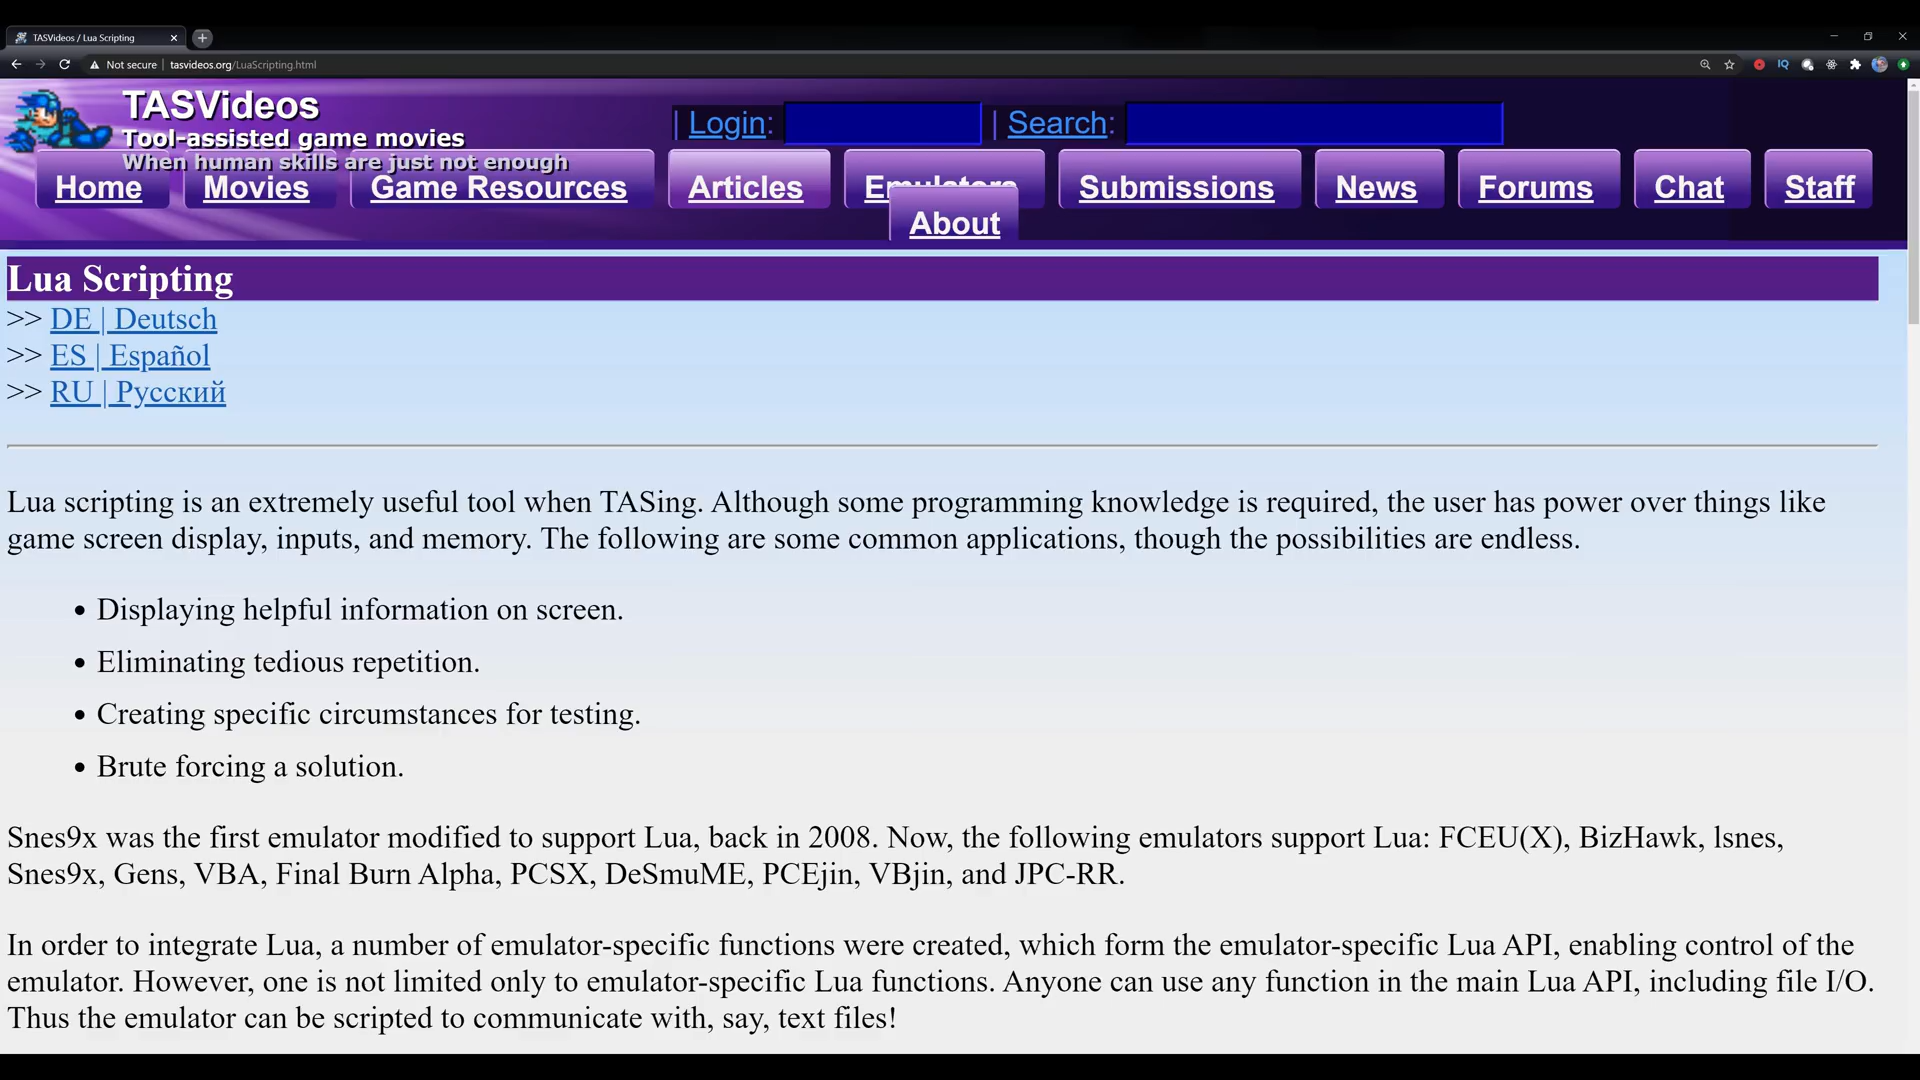 TASVideos / Lua Scripting
Not secure | tasvideos.org/LuaScripting.html
IQ
TASVideos
Tool-assisted game movies
When human skills are just not enough
| Login: | Search:
Home Movies Game Resources Articles Emulators Submissions News Forums Chat Staff
About
Lua Scripting
>> DE | Deutsch
>> ES | Español
>> RU | Русский
Lua scripting is an extremely useful tool when TASing. Although some programming knowledge is required, the user has power over things like
game screen display, inputs, and memory. The following are some common applications, though the possibilities are endless.
• Displaying helpful information on screen.
• Eliminating tedious repetition.
• Creating specific circumstances for testing.
• Brute forcing a solution.
Snes9x was the first emulator modified to support Lua, back in 2008. Now, the following emulators support Lua: FCEU(X), BizHawk, lsnes,
Snes9x, Gens, VBA, Final Burn Alpha, PCSX, DeSmuME, PCEjin, VBjin, and JPC-RR.
In order to integrate Lua, a number of emulator-specific functions were created, which form the emulator-specific Lua API, enabling control of the
emulator. However, one is not limited only to emulator-specific Lua functions. Anyone can use any function in the main Lua API, including file I/O.
Thus the emulator can be scripted to communicate with, say, text files!